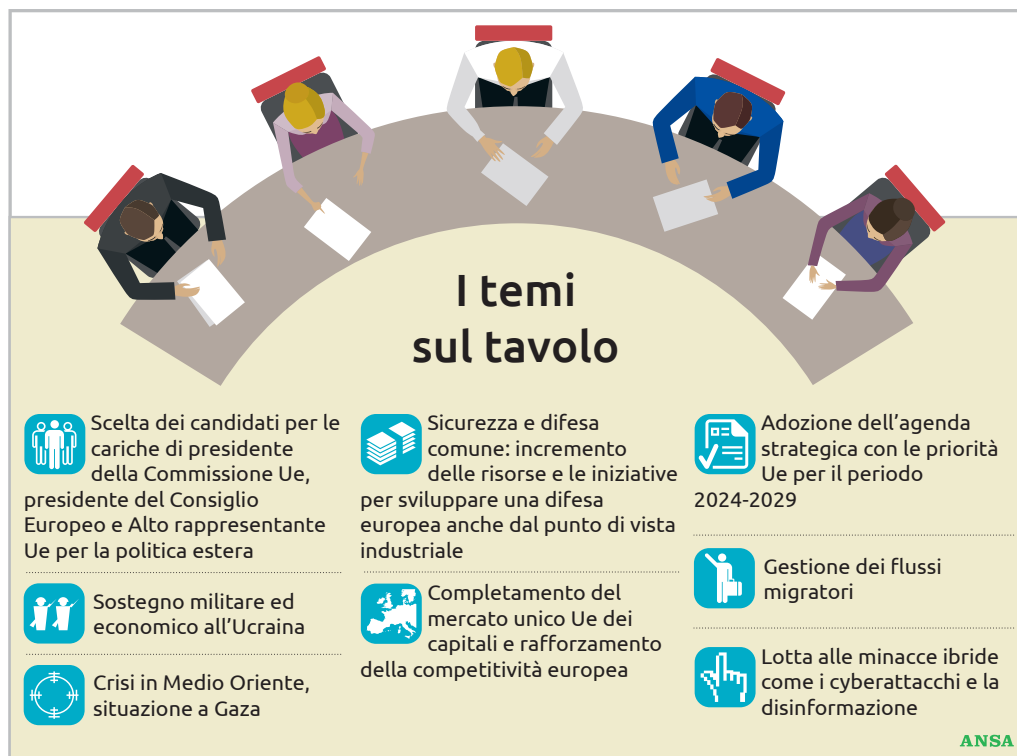 I temi
sul tavolo
Scelta dei candidati per le
cariche di presidente
della Commissione Ue,
presidente del Consiglio
Europeo e Alto rappresentante
Ue per la politica estera
Sostegno militare ed
economico all'Ucraina
Crisi in Medio Oriente,
situazione a Gaza
Sicurezza e difesa
comune: incremento
delle risorse e le iniziative
per sviluppare una difesa
europea anche dal punto di vista
industriale
Completamento del
mercato unico Ue dei
capitali e rafforzamento
della competitività europea
Adozione dell'agenda
strategica con le priorità
Ue per il periodo
2024-2029
Gestione dei flussi
migratori
Lotta alle minacce ibride
come i cyberattacchi e la
disinformazione
ANSA